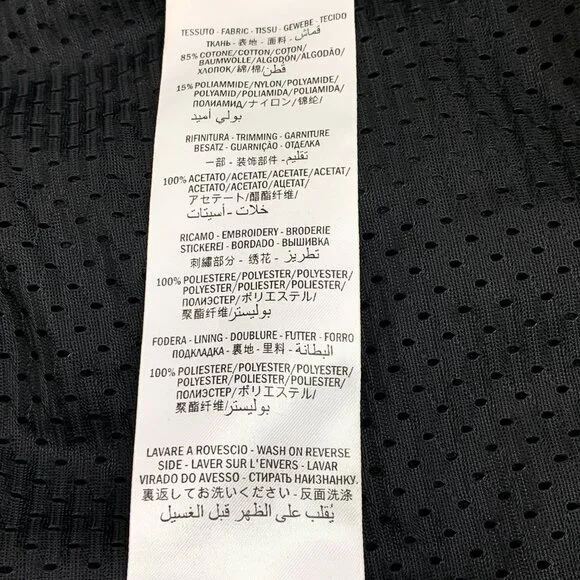 TESSUTO - FABRIC - TISSU - GEWEBE - TECIDO
ТКАНЬ - 表地 - 面料 - قماش
85% COTONE/COTTON/COTON/
BAUMWOLLE/ALGODON/ALGODÃO/
ХЛОПОК/綿/棉/قطن
15% POLIAMMIDE/NYLON/POLYAMIDE/
POLYAMID/POLIAMIDA/POLIAMIDA/
ПОЛИАМИД/ナイロン/锦纶/
بولي أميد
RIFINITURA - TRIMMING - GARNITURE
BESATZ - GUARNIÇÃO - ОТДЕЛКА
一部 - 装饰部件 - تقليم
100% ACETATO/ACETATE/ACETATE/ACETAT/
ACETATO/ACETATO/АЦЕТАТ/
アセテート/醋酯纤维/
خلات - أسيتات
RICAMO - EMBROIDERY - BRODERIE
STICKEREI - BORDADO - ВЫШИВКА
刺繡部分 - 绣花 - تطريز
100% POLIESTERE/POLYESTER/POLYESTER/
POLYESTER/POLIESTER/POLIESTER/
ПОЛИЭСТЕР/ポリエステル/
聚酯纤维/بوليستر
FODERA - LINING - DOUBLURE - FUTTER - FORRO
ПОДКЛАДКА - 裏地 - 里料 - البطانة
100% POLIESTERE/POLYESTER/POLYESTER/
POLYESTER/POLIESTER/POLIESTER/
ПОЛИЭСТЕР/ポリエステル/
聚酯纤维/بوليستر
LAVARE A ROVESCIO - WASH ON REVERSE
SIDE - LAVER SUR L'ENVERS - LAVAR
VIRADO DO AVESSO - СТИРАТЬ НАИЗНАНКУ
裏返してお洗いください - 反面洗涤
يُقلب على الظهر قبل الغسيل